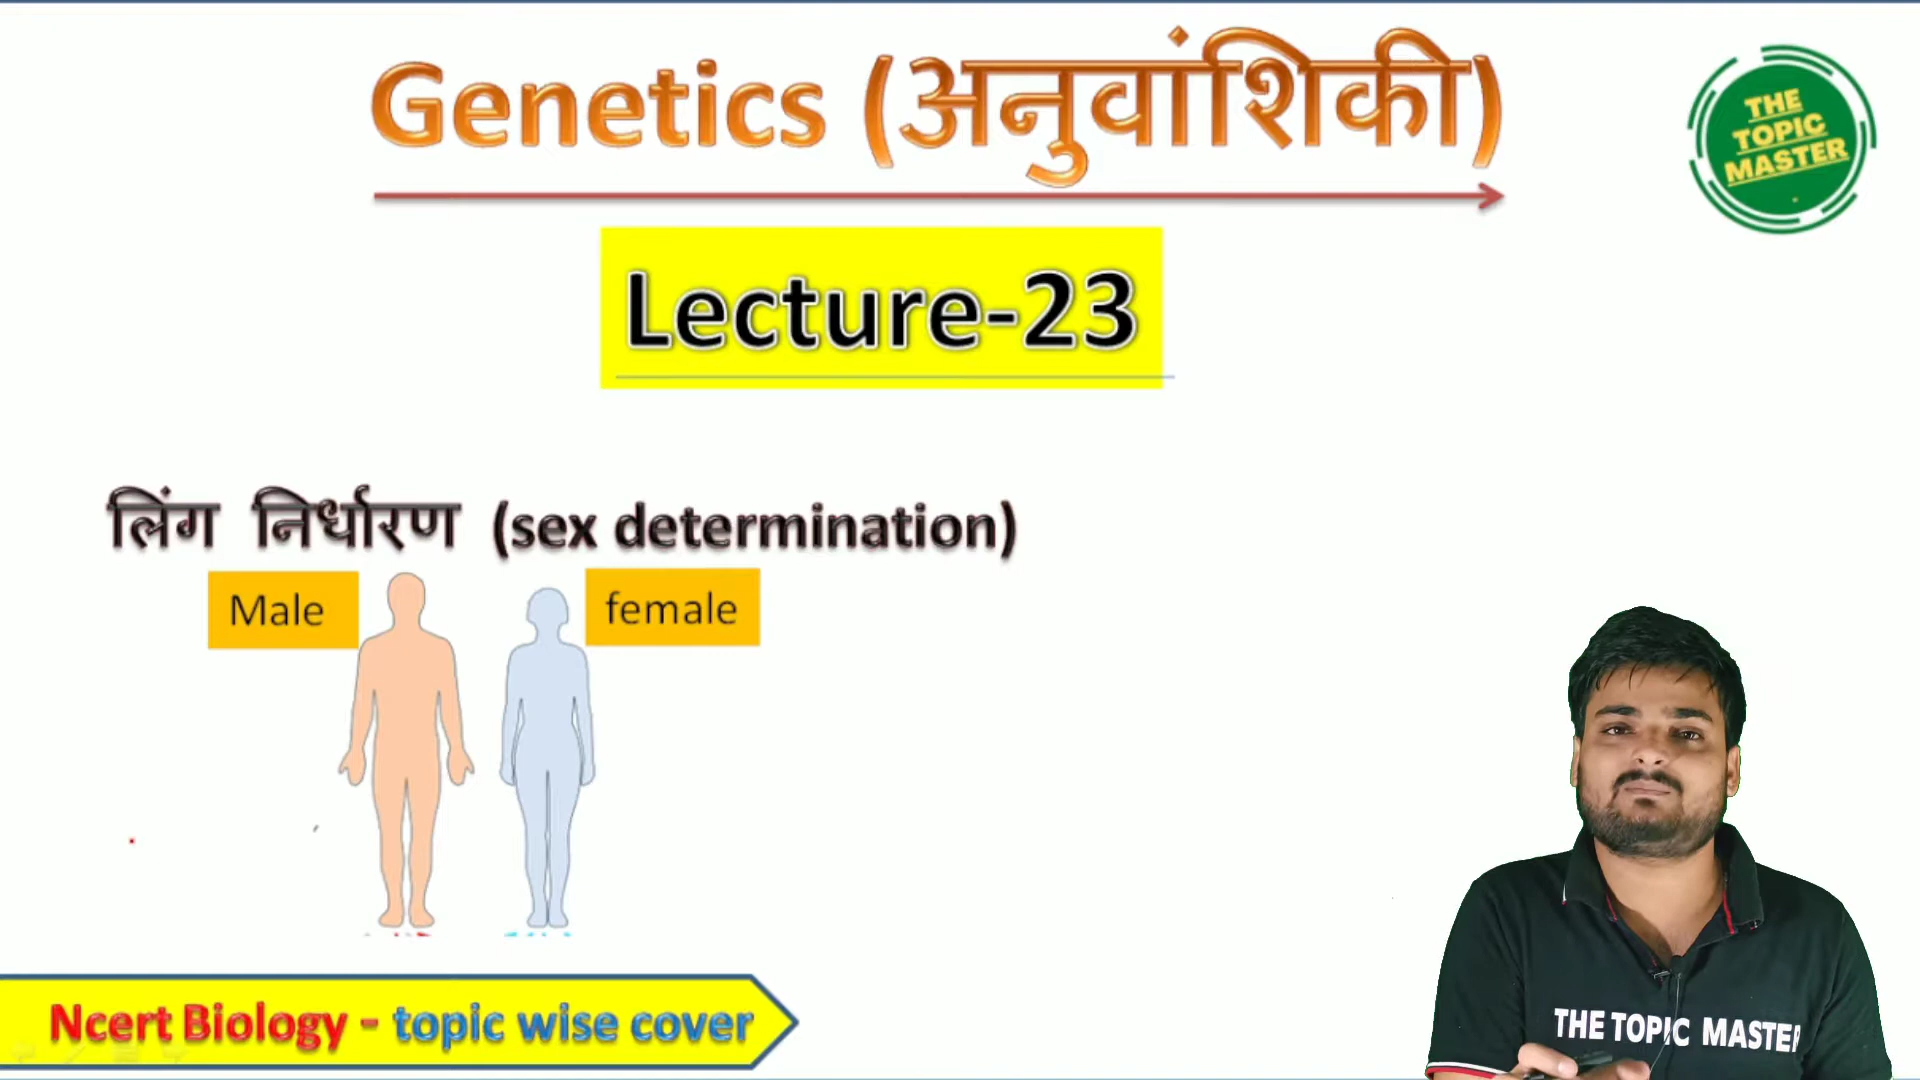 Genetics (अनुवांशिकी)
THE
TOPIC
MASTER
Lecture-23
लिंग निर्धारण (sex determination)
Male
female
Ncert Biology - topic wise cover
THE TOPIC MASTER